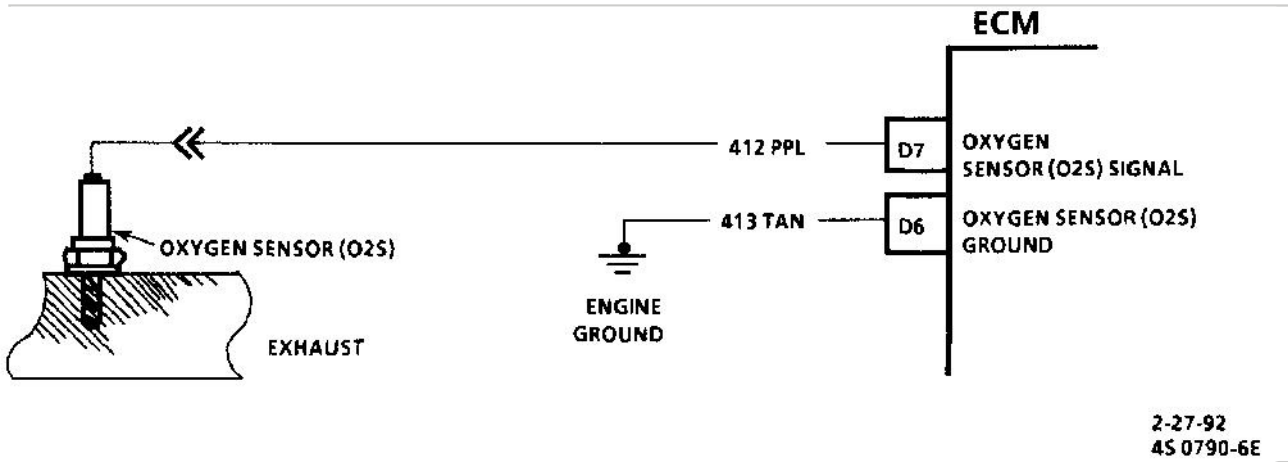 ECM
412 PPL
D7
OXYGEN
SENSOR (O2S) SIGNAL
413 TAN
D6
OXYGEN SENSOR (O2S)
GROUND
OXYGEN SENSOR (O2S)
ENGINE
GROUND
EXHAUST
2-27-92
4S 0790-6E